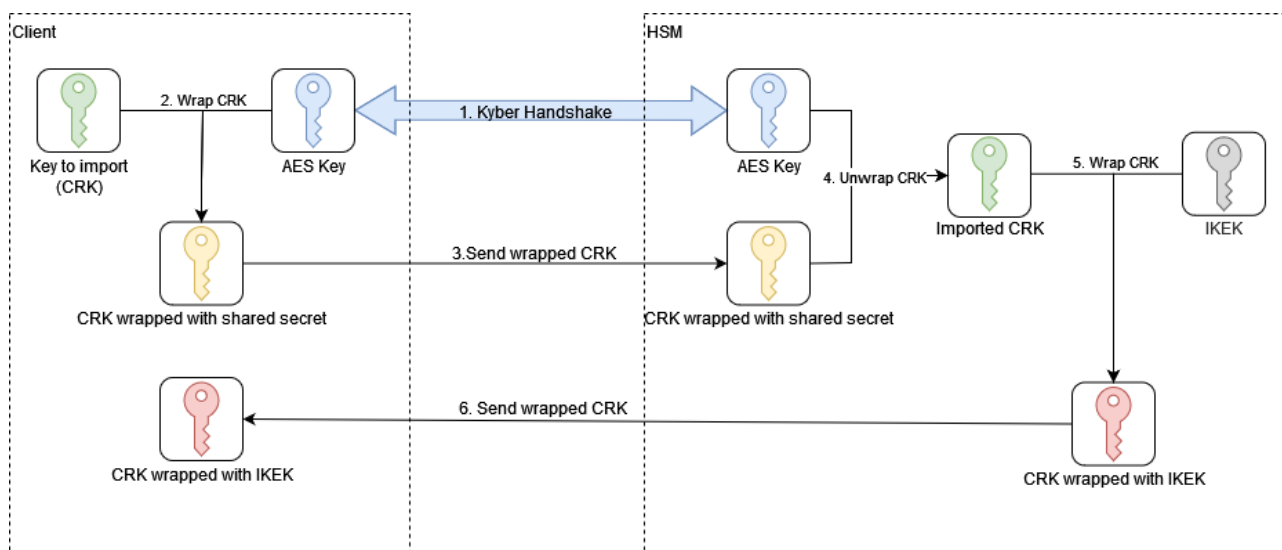 Client
HSM
2. Wrap CRK
1. Kyber Handshake
Key to import
(CRK)
AES Key
AES Key
4. Unwrap CRK
5. Wrap CRK
Imported CRK
IKEK
3.Send wrapped CRK
CRK wrapped with shared secret
CRK wrapped with shared secret
6. Send wrapped CRK
CRK wrapped with IKEK
CRK wrapped with IKEK